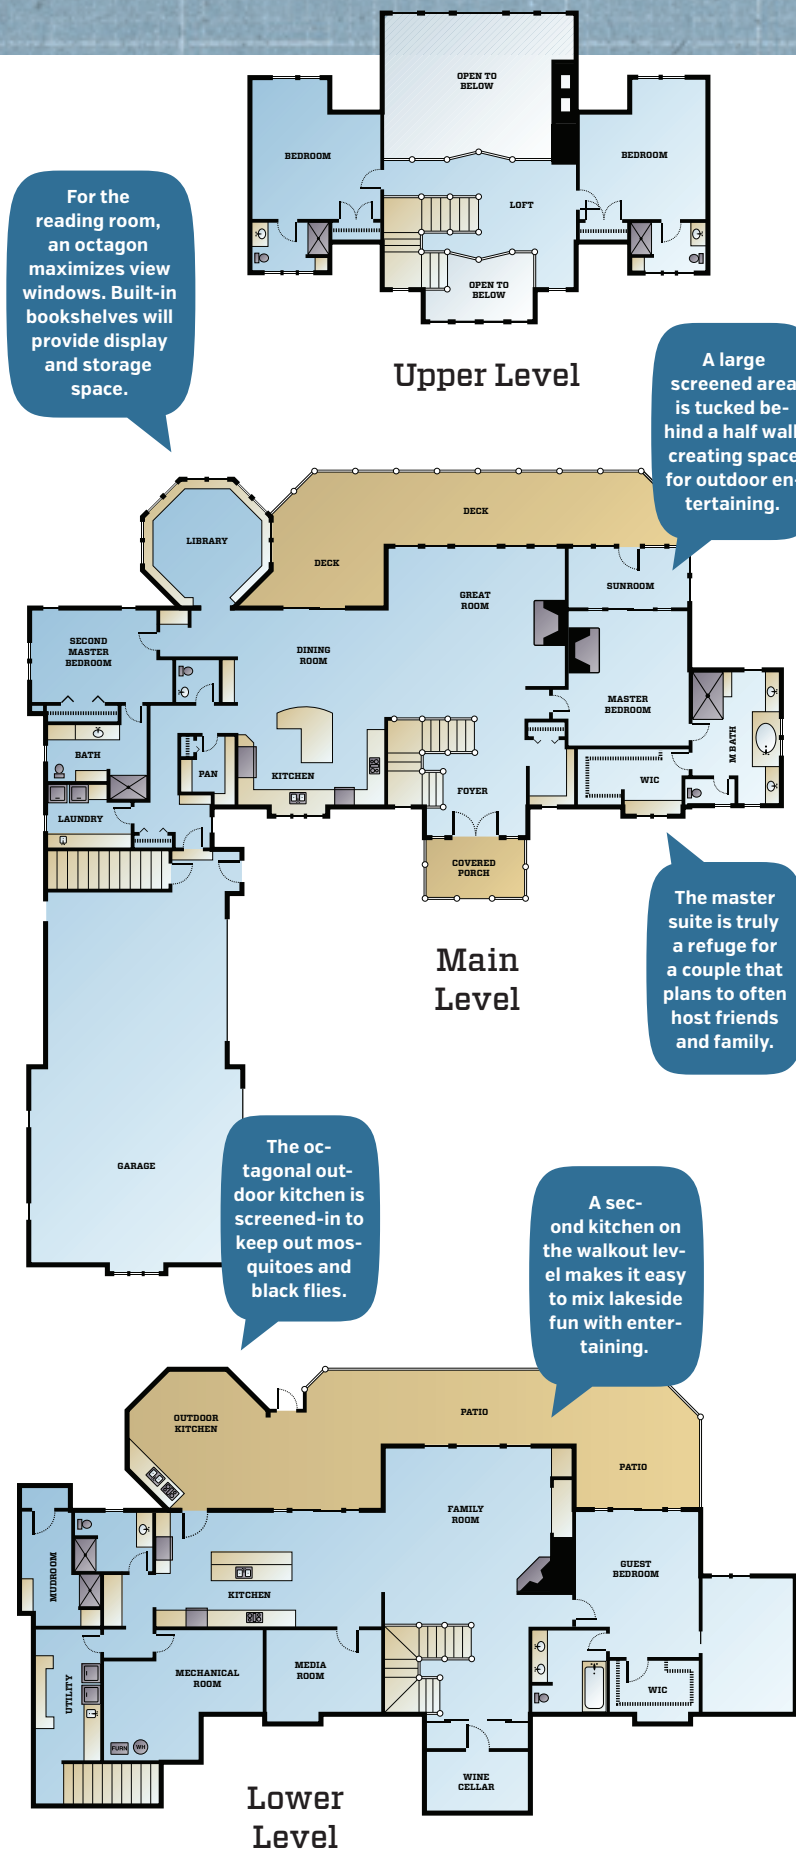 OPEN TO
BELOW
BEDROOM
BEDROOM
LOFT
OPEN TO
BELOW
Upper Level
For the
reading room,
an octagon
maximizes view
windows. Built-in
bookshelves will
provide display
and storage
space.
A large
screened area
is tucked be-
hind a half wall
creating space
for outdoor en-
tertaining.
DECK
LIBRARY
DECK
SUNROOM
GREAT
ROOM
SECOND
MASTER
BEDROOM
DINING
ROOM
MASTER
BEDROOM
M BATH
BATH
PAN
KITCHEN
WIC
FOYER
LAUNDRY
COVERED
PORCH
Main
Level
The master
suite is truly
a refuge for
a couple that
plans to often
host friends
and family.
GARAGE
The oc-
tagonal out-
door kitchen is
screened-in to
keep out mos-
quitoes and
black flies.
A sec-
ond kitchen on
the walkout lev-
el makes it easy
to mix lakeside
fun with enter-
taining.
OUTDOOR
KITCHEN
PATIO
PATIO
FAMILY
ROOM
GUEST
BEDROOM
MUDROOM
KITCHEN
MEDIA
ROOM
MECHANICAL
ROOM
UTILITY
WIC
FURN
WH
WINE
CELLAR
Lower
Level